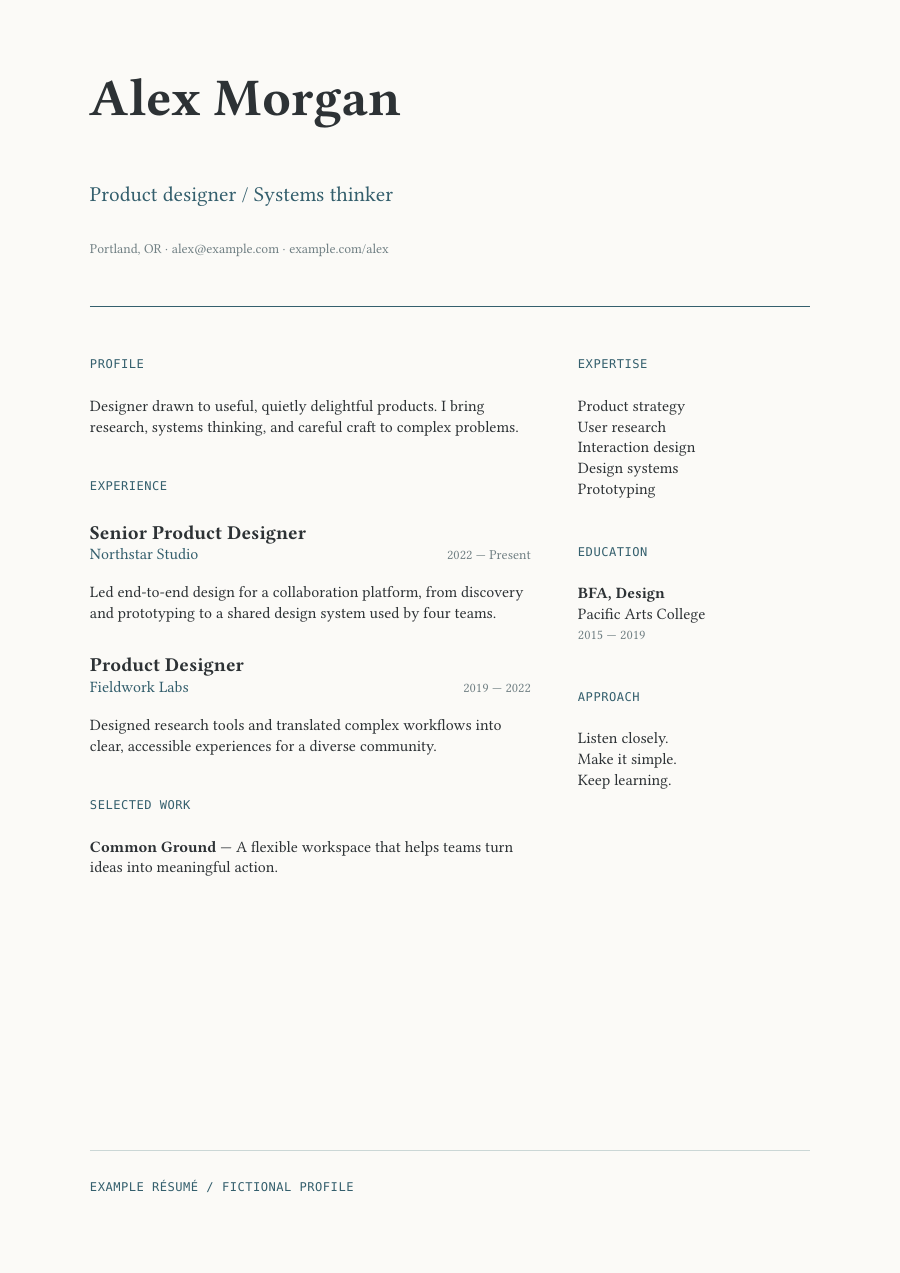 Alex Morgan
Product designer / Systems thinker
Portland, OR · alex@example.com · example.com/alex
PROFILE
Designer drawn to useful, quietly delightful products. I bring
research, systems thinking, and careful craft to complex problems.
EXPERIENCE
Senior Product Designer
Northstar Studio 2022 — Present
Led end-to-end design for a collaboration platform, from discovery
and prototyping to a shared design system used by four teams.
Product Designer
Fieldwork Labs 2019 — 2022
Designed research tools and translated complex workflows into
clear, accessible experiences for a diverse community.
SELECTED WORK
Common Ground — A flexible workspace that helps teams turn
ideas into meaningful action.
EXPERTISE
Product strategy
User research
Interaction design
Design systems
Prototyping
EDUCATION
BFA, Design
Pacific Arts College
2015 — 2019
APPROACH
Listen closely.
Make it simple.
Keep learning.
EXAMPLE RÉSUMÉ / FICTIONAL PROFILE